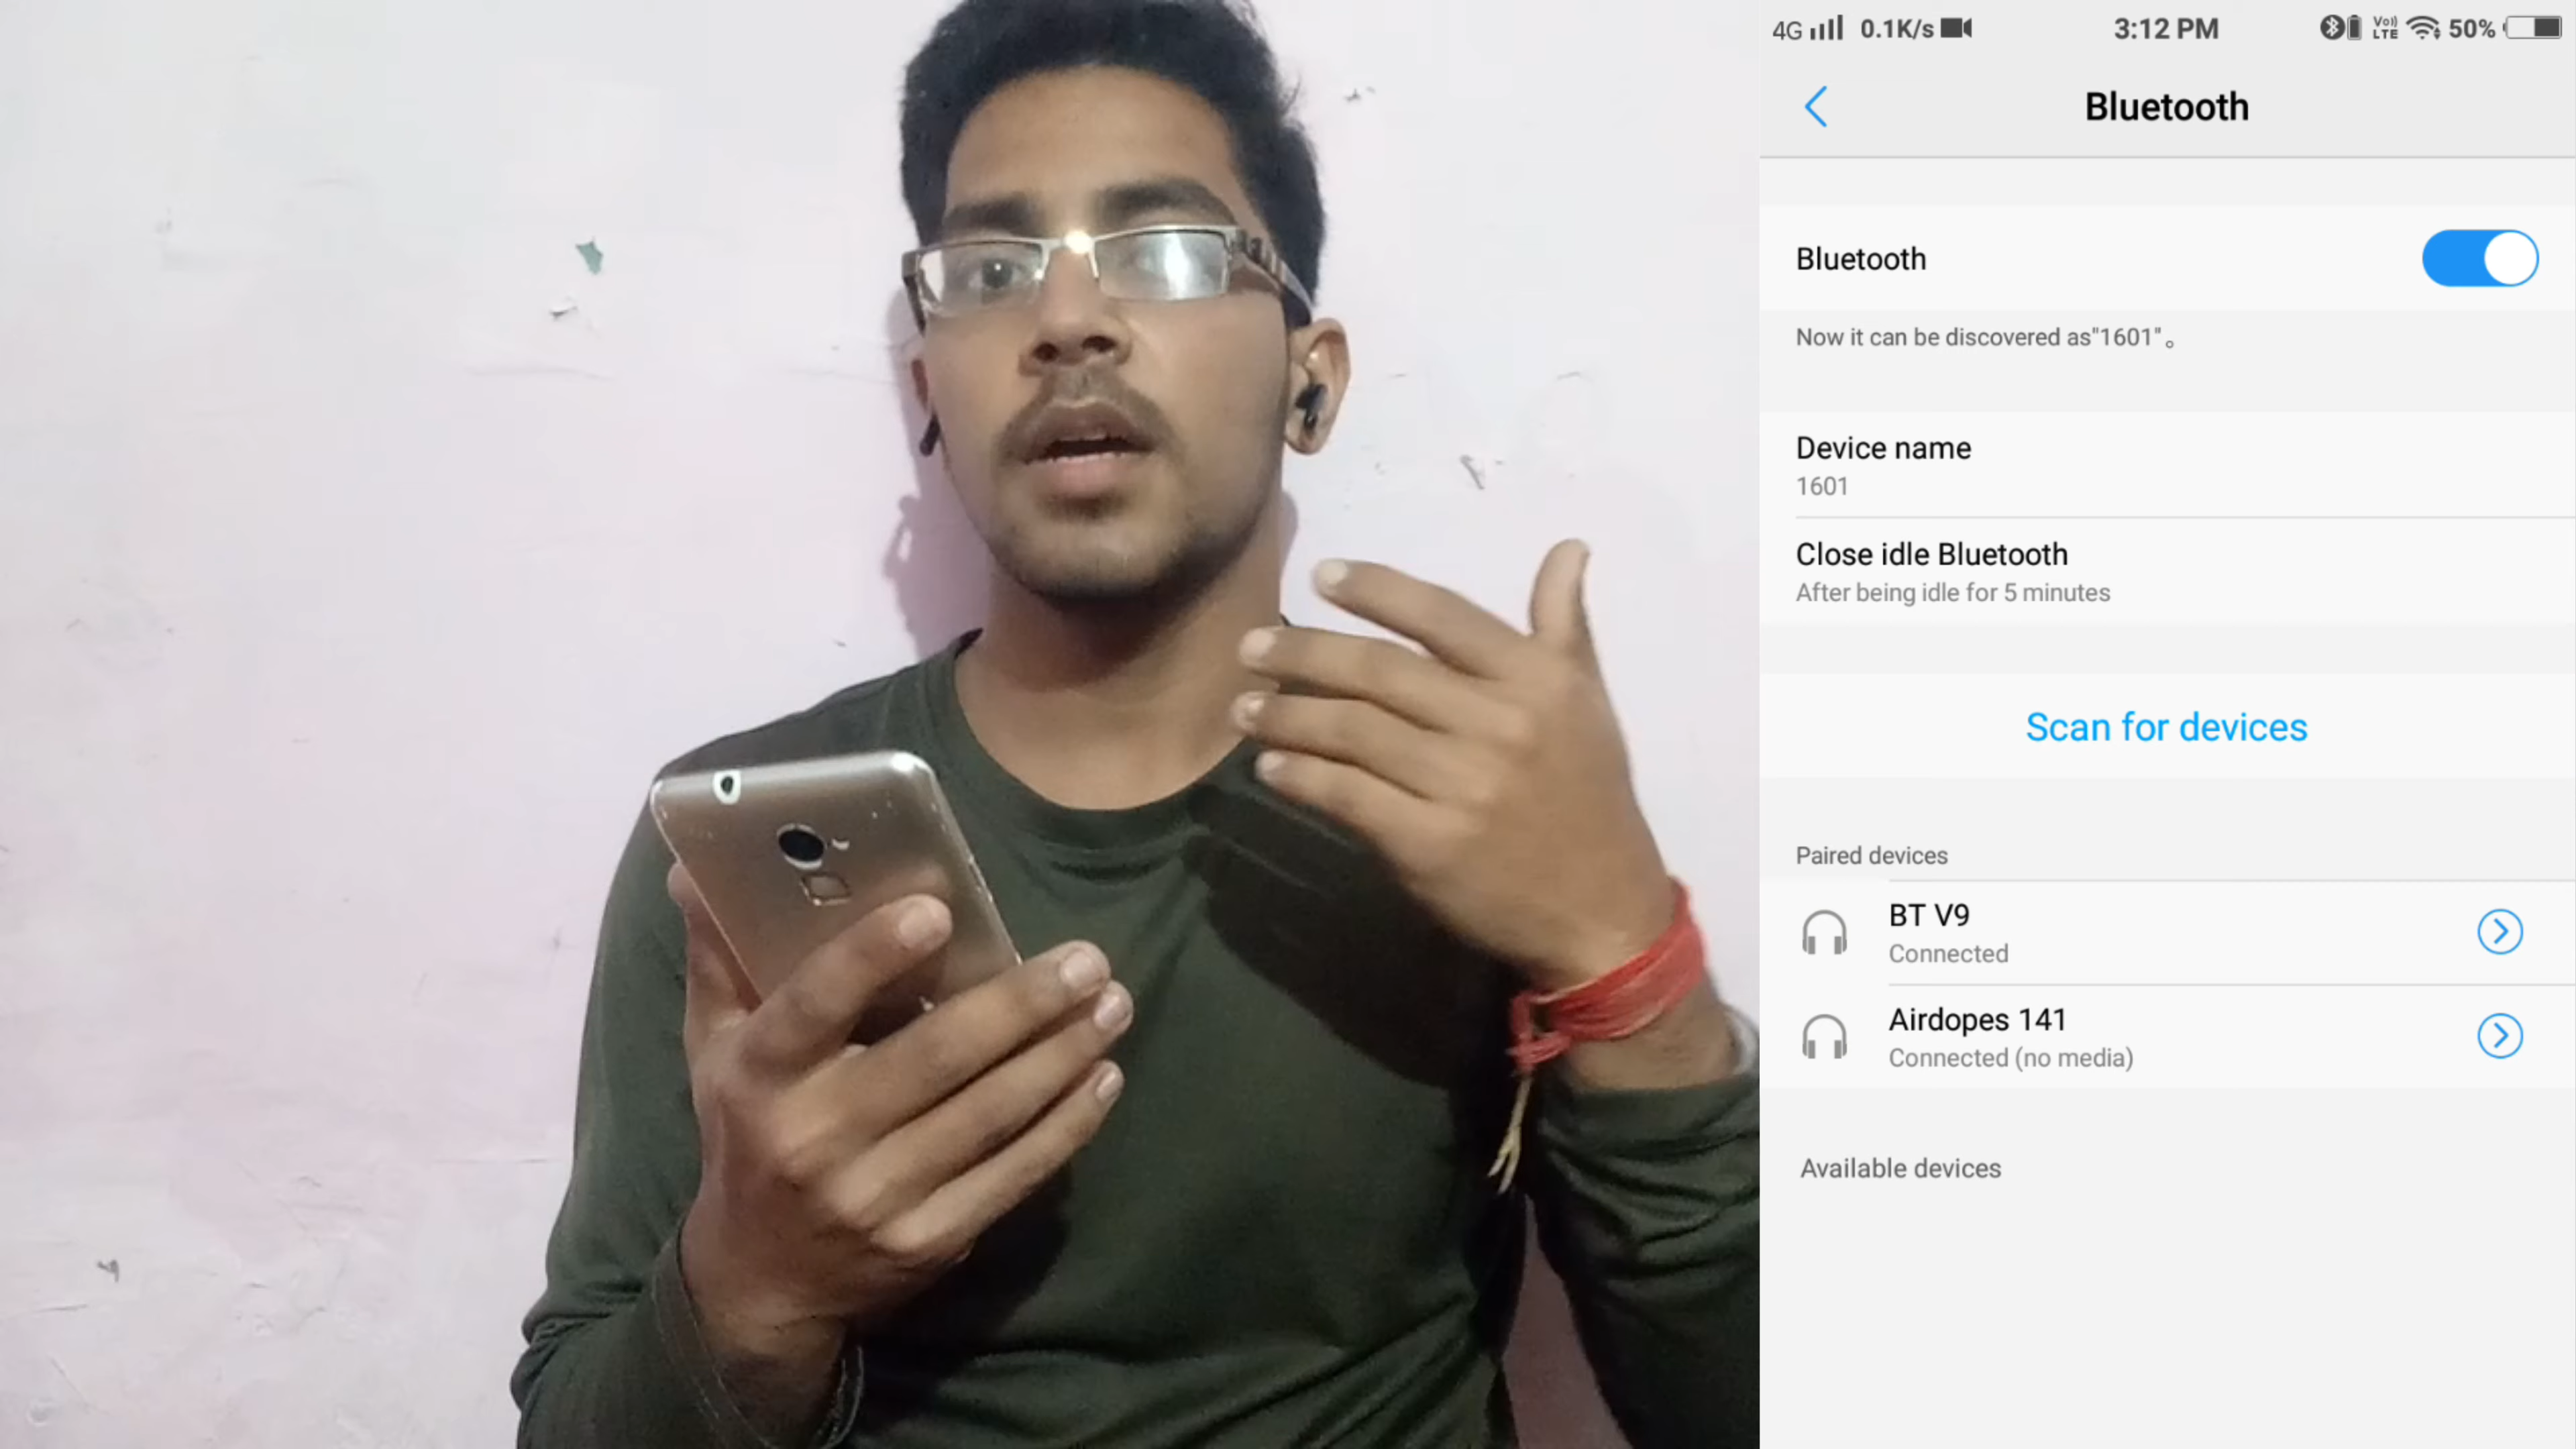 4G 0.1K/s 3:12 PM VoLTE 50%
Bluetooth
Bluetooth
Now it can be discovered as"1601"。
Device name
1601
Close idle Bluetooth
After being idle for 5 minutes
Scan for devices
Paired devices
BT V9
Connected
Airdopes 141
Connected (no media)
Available devices